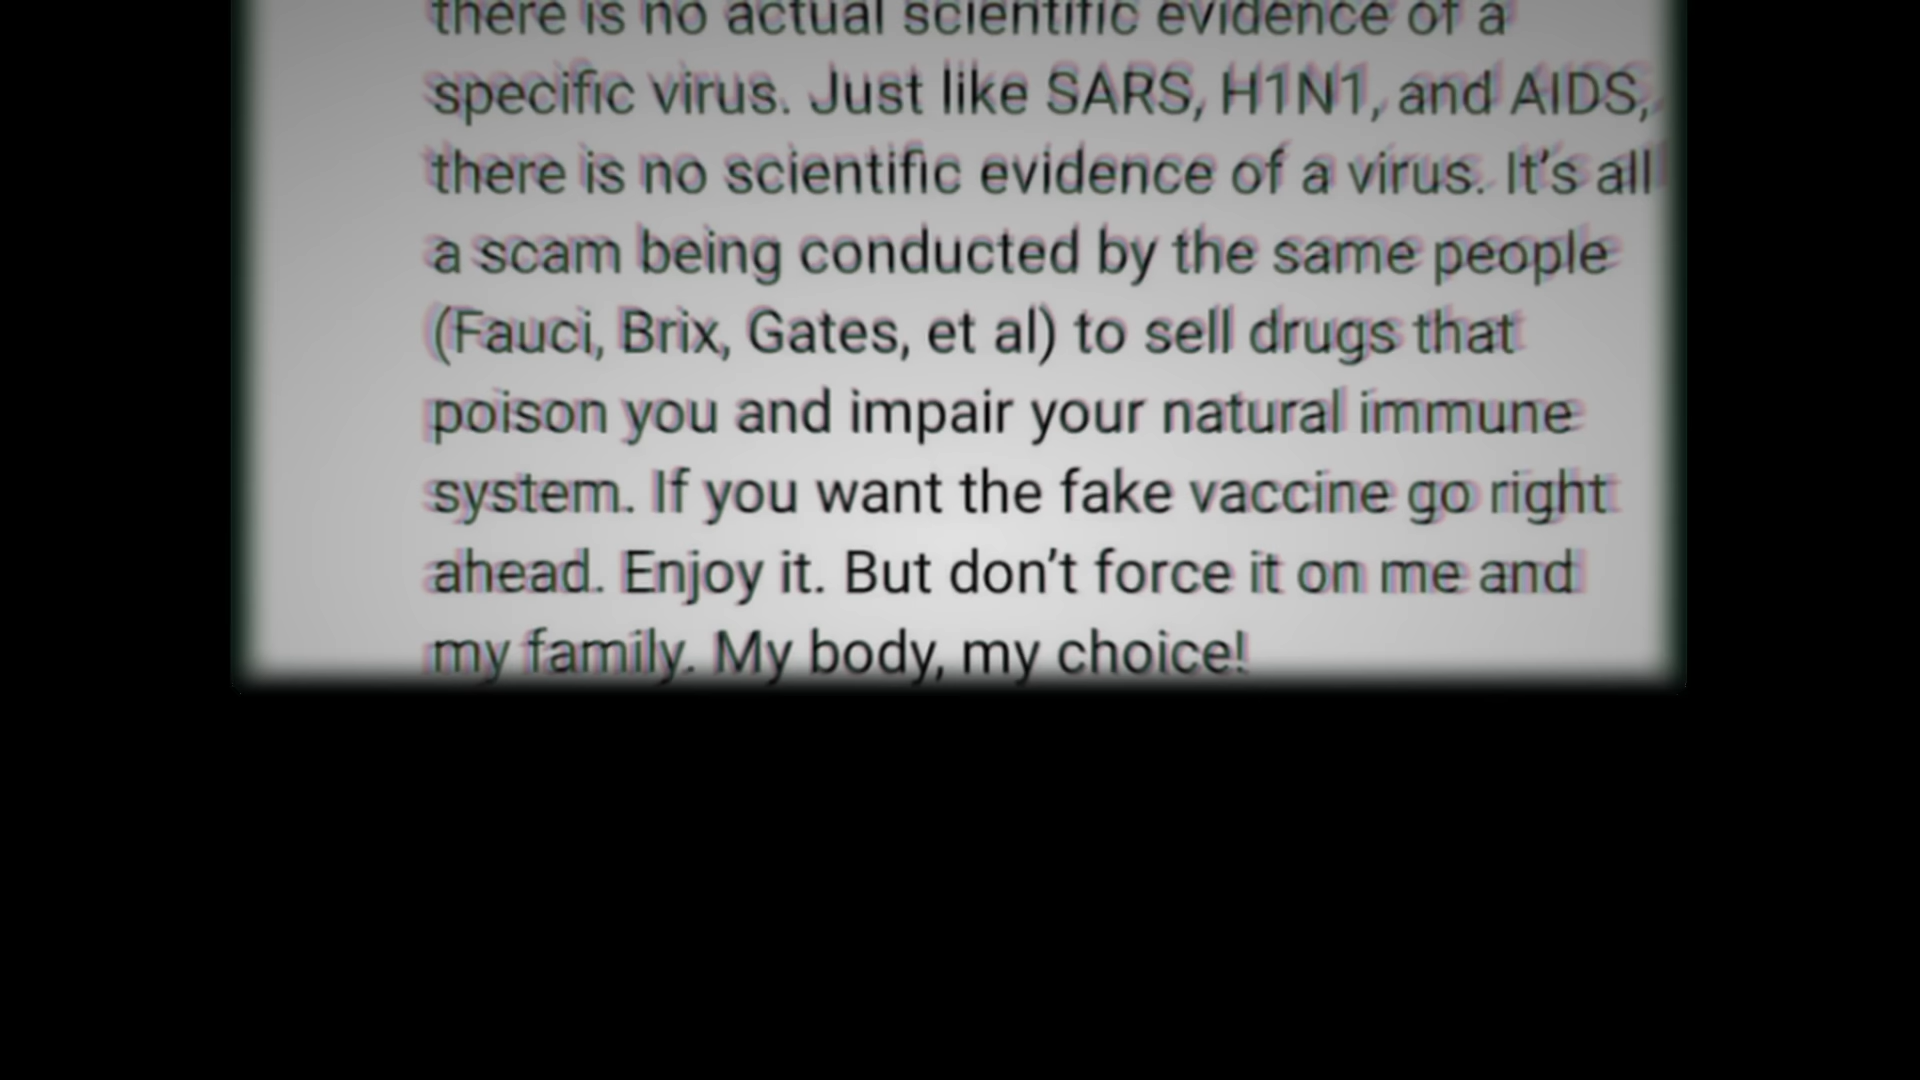 there is no actual scientific evidence of a
specific virus. Just like SARS, H1N1, and AIDS,
there is no scientific evidence of a virus. It’s all
a scam being conducted by the same people
(Fauci, Brix, Gates, et al) to sell drugs that
poison you and impair your natural immune
system. If you want the fake vaccine go right
ahead. Enjoy it. But don’t force it on me and
my family. My body, my choice!